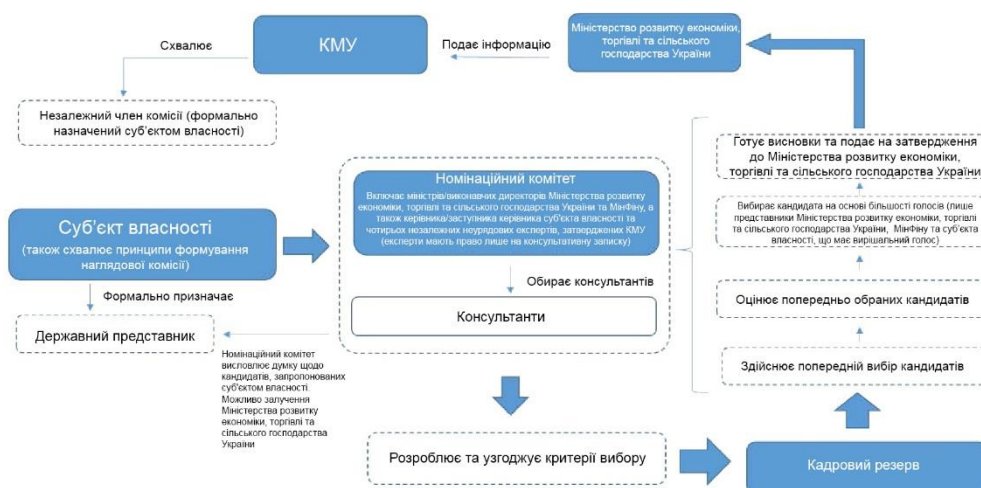 Схвалює
КМУ
Подає інформацію
Міністерство розвитку економіки,
торгівлі та сільського
господарства України
Незалежний член комісії (формально
назначений суб'єктом власності)
Готує висновки та подає на затвердження
до Міністерства розвитку економіки,
торгівлі та сільського господарства України
Номінаційний комітет
Включає міністрів/виконавчих директорів Міністерства розвитку
економіки, торгівлі та сільського господарства України та МінФіну, а
також керівника/заступника керівника суб'єкта власності та
чотирьох незалежних неурядових експертів, затверджених КМУ
(експерти мають право лише на консультативну записку)
Вибирає кандидата на основі більшості голосів (лише
представники Міністерства розвитку економіки, торгівлі
та сільського господарства України, МінФіну та суб'єкта
власності, що має вирішальний голос)
Суб'єкт власності
(також схвалює принципи формування
наглядової комісії)
Обирає консультантів
Формально призначає
Консультанти
Оцінює попередньо обраних кандидатів
Державний представник
Номінаційний комітет
висловлює думку щодо
кандидатів, запропонованих
суб'єктом власності.
Можливо залучення
Міністерства розвитку
економіки, торгівлі та
сільського господарства
України
Здійснює попередній вибір кандидатів
Розроблює та узгоджує критерії вибору
Кадровий резерв